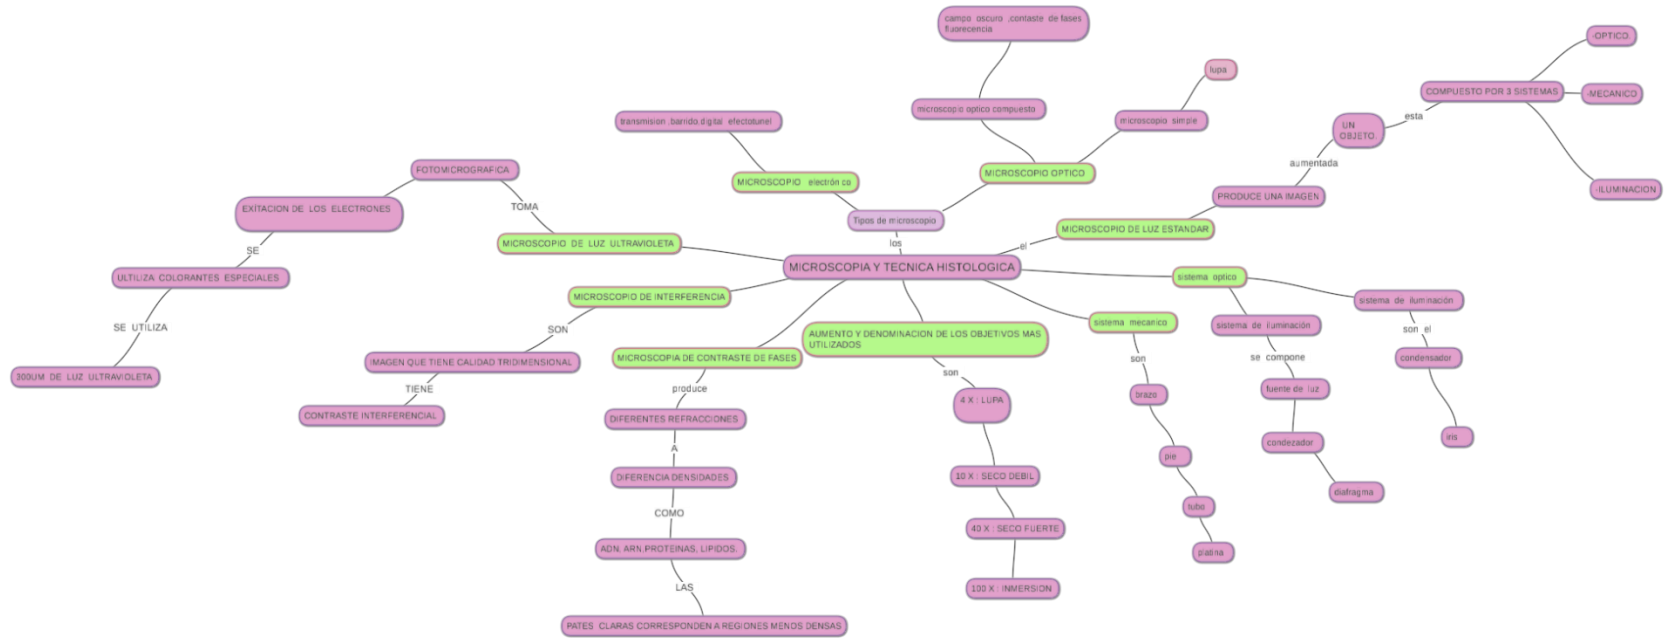 campo oscuro ,contaste de fases
fluorecencia
-OPTICO.
lupa
COMPUESTO POR 3 SISTEMAS
-MECANICO
microscopio optico compuesto
transmision ,barrido digital efectotunel
microscopio simple
esta
UN
OBJETO.
aumentada
FOTOMICROGRAFICA
MICROSCOPIO electrón co
MICROSCOPIO OPTICO
-ILUMINACION
PRODUCE UNA IMAGEN
EXITACION DE LOS ELECTRONES
TOMA
Tipos de microscopio
MICROSCOPIO DE LUZ ESTANDAR
MICROSCOPIO DE LUZ ULTRAVIOLETA
los
el
SE
MICROSCOPIA Y TECNICA HISTOLOGICA
ULTILIZA COLORANTES ESPECIALES
sistema optico
MICROSCOPIO DE INTERFERENCIA
sistema de iluminación
SE UTILIZA
SON
AUMENTO Y DENOMINACION DE LOS OBJETIVOS MAS
UTILIZADOS
sistema mecanico
sistema de iluminación
son el
IMAGEN QUE TIENE CALIDAD TRIDIMENSIONAL
MICROSCOPIA DE CONTRASTE DE FASES
son
se compone
condensador
300UM DE LUZ ULTRAVIOLETA
TIENE
produce
son
brazo
fuente de luz
CONTRASTE INTERFERENCIAL
DIFERENTES REFRACCIONES
4 X : LUPA
A
pie
condezador
iris
DIFERENCIA DENSIDADES
10 X : SECO DEBIL
tubo
diafragma
COMO
40 X : SECO FUERTE
ADN, ARN,PROTEINAS, LIPIDOS.
platina
LAS
100 X : INMERSION
PATES CLARAS CORRESPONDEN A REGIONES MENOS DENSAS